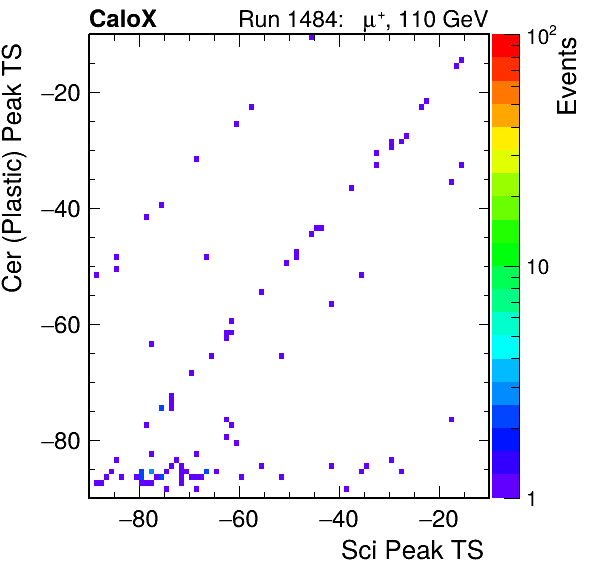 CaloX Run 1484: μ⁺, 110 GeV
Cer (Plastic) Peak TS
−20
−40
−60
−80
−80 −60 −40 −20
Sci Peak TS
10²
10
1
Events